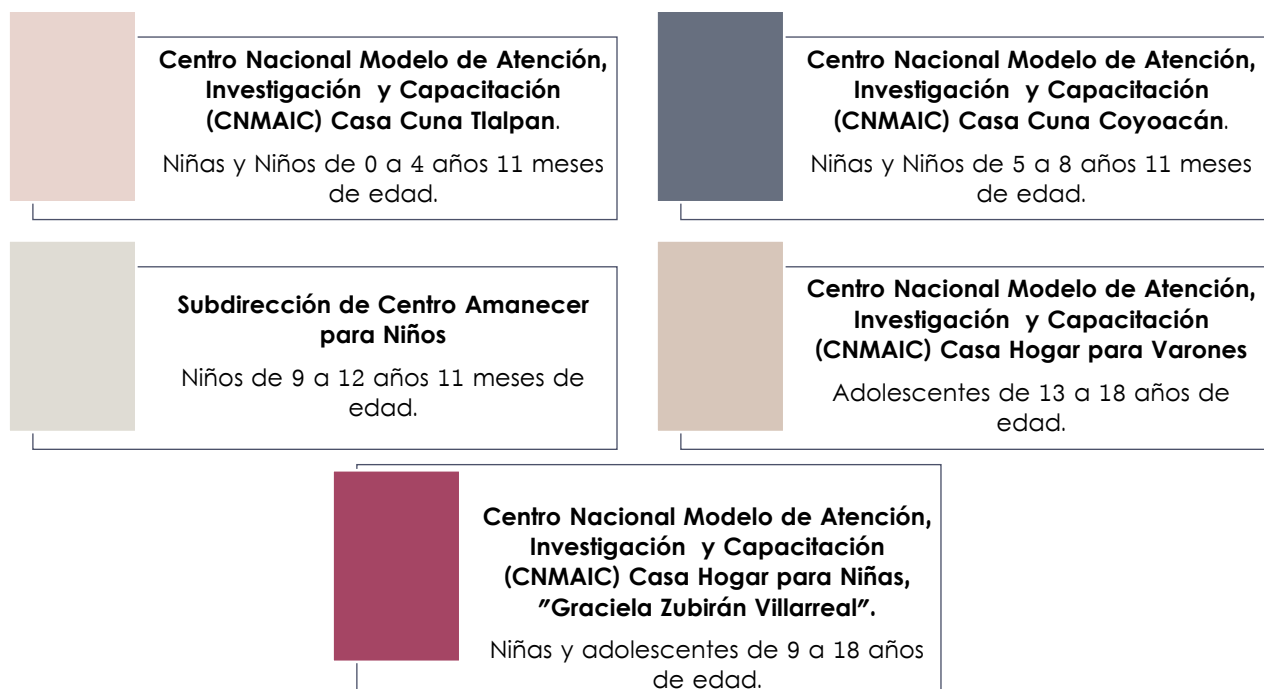 Centro Nacional Modelo de Atención,
Investigación y Capacitación
(CNMAIC) Casa Cuna Tlalpan.
Niñas y Niños de 0 a 4 años 11 meses
de edad.
Centro Nacional Modelo de Atención,
Investigación y Capacitación
(CNMAIC) Casa Cuna Coyoacán.
Niñas y Niños de 5 a 8 años 11 meses
de edad.
Subdirección de Centro Amanecer
para Niños
Niños de 9 a 12 años 11 meses de
edad.
Centro Nacional Modelo de Atención,
Investigación y Capacitación
(CNMAIC) Casa Hogar para Varones
Adolescentes de 13 a 18 años de
edad.
Centro Nacional Modelo de Atención,
Investigación y Capacitación
(CNMAIC) Casa Hogar para Niñas,
"Graciela Zubirán Villarreal".
Niñas y adolescentes de 9 a 18 años
de edad.